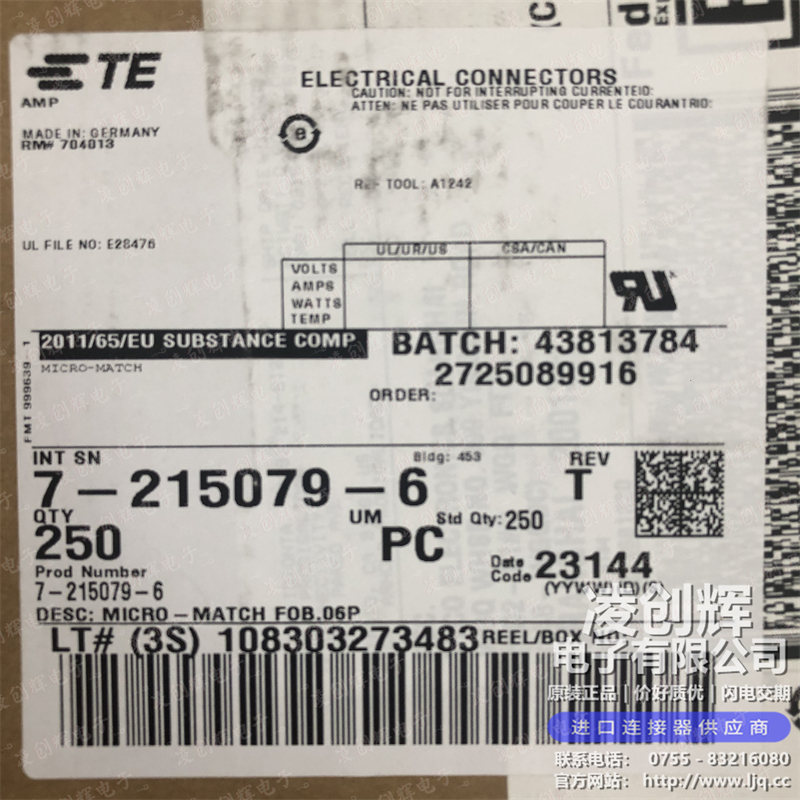 TE
AMP
ELECTRICAL CONNECTORS
CAUTION: NOT FOR INTERRUPTING CURRENTEID:
ATTEN: NE PAS UTILISER POUR COUPER LE COURANTRID:
MADE IN: GERMANY
RM# 704013
e
TOOL: A1242
UL FILE NO: E28476
UL/UR/US CSA/CAN
VOLTS
AMPS
WATTS
TEMP
2011/65/EU SUBSTANCE COMP
BATCH: 43813784
MICRO-MATCH
2725089916
ORDER:
FMT 999639-1
INT SN
Bldg: 453
REV
7-215079-6
T
QTY
UM
Std Qty: 250
250
PC
Date Code 23144
(YYWWD)(S)
Prod Number
7-215079-6
DESC: MICRO-MATCH FOB.06P
LT# (3S) 108303273483
REEL/BOX NO
凌创辉
电子有限公司
原装正品 | 价好质优 | 闪电交期
进口连接器供应商
联系电话: 0755 - 83216080
官方网站: http://www.ljq.cc